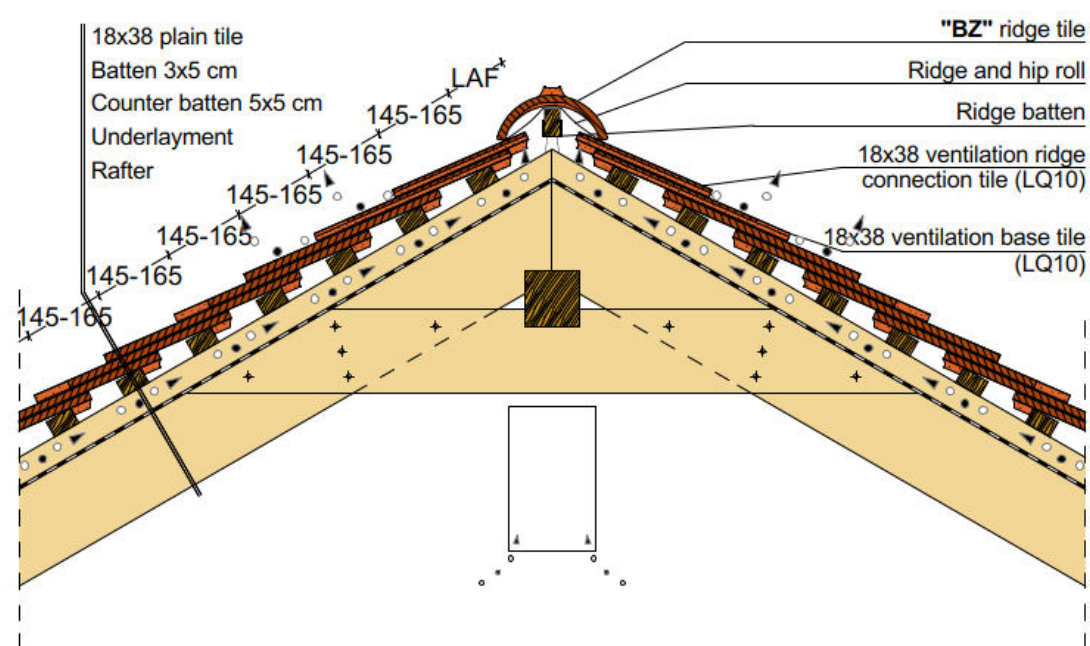 18x38 plain tile
Batten 3x5 cm
Counter batten 5x5 cm
Underlayment
Rafter
LAF
145-165
145-165
145-165
145-165
145-165
145-165
"BZ" ridge tile
Ridge and hip roll
Ridge batten
18x38 ventilation ridge
connection tile (LQ10)
18x38 ventilation base tile
(LQ10)